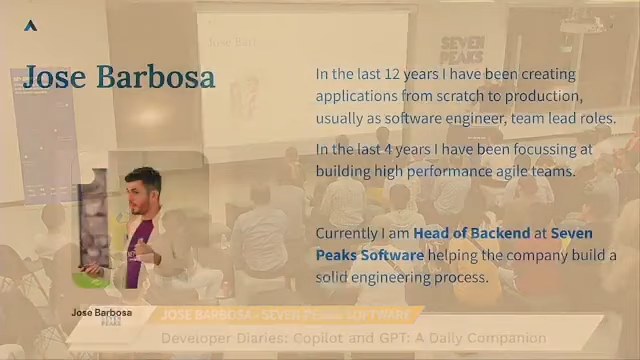 Jose Barbosa
SEVEN
PEAKS
In the last 12 years I have been creating
applications from scratch to production,
usually as software engineer, team lead roles.
In the last 4 years I have been focussing at
building high performance agile teams.
Currently I am Head of Backend at Seven
Peaks Software helping the company build a
solid engineering process.
Jose Barbosa
SEVEN
PEAKS
JOSE BARBOSA - SEVEN PEAKS SOFTWARE
Developer Diaries: Copilot and GPT: A Daily Companion